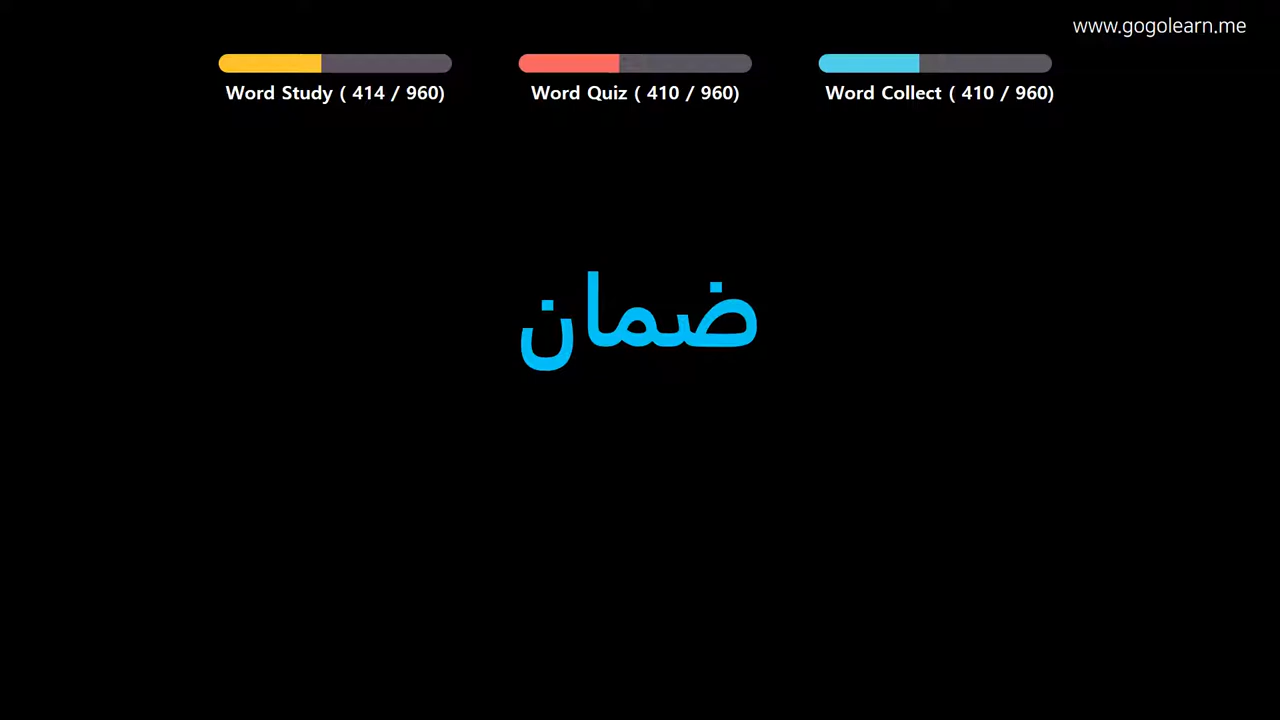 www.gogolearn.me
Word Study ( 414 / 960)
Word Quiz ( 410 / 960)
Word Collect ( 410 / 960)
ضمان